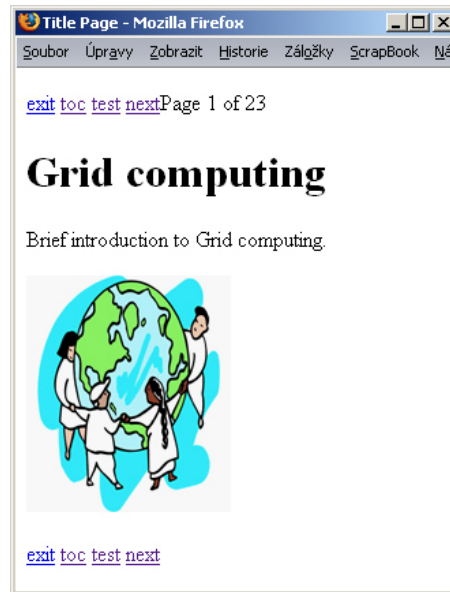 Title Page - Mozilla Firefox
Soubor Úpravy Zobrazit Historie Záložky ScrapBook Ná
exit toc test nextPage 1 of 23
Grid computing
Brief introduction to Grid computing.
exit toc test next